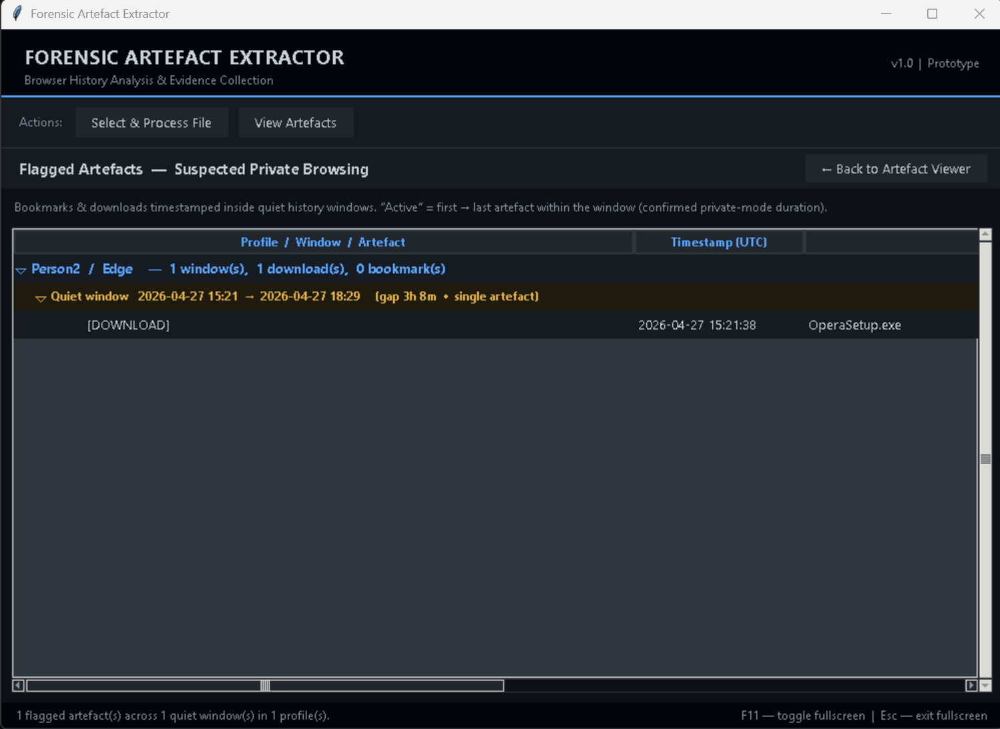 Forensic Artefact Extractor
FORENSIC ARTEFACT EXTRACTOR
Browser History Analysis & Evidence Collection
v1.0 | Prototype
Actions:
Select & Process File
View Artefacts
Flagged Artefacts — Suspected Private Browsing
← Back to Artefact Viewer
Bookmarks & downloads timestamped inside quiet history windows. "Active" = first → last artefact within the window (confirmed private-mode duration).
Profile / Window / Artefact
Timestamp (UTC)
Person2 / Edge — 1 window(s), 1 download(s), 0 bookmark(s)
Quiet window 2026-04-27 15:21 → 2026-04-27 18:29 (gap 3h 8m • single artefact)
[DOWNLOAD]
2026-04-27 15:21:38
OperaSetup.exe
1 flagged artefact(s) across 1 quiet window(s) in 1 profile(s).
F11 — toggle fullscreen | Esc — exit fullscreen